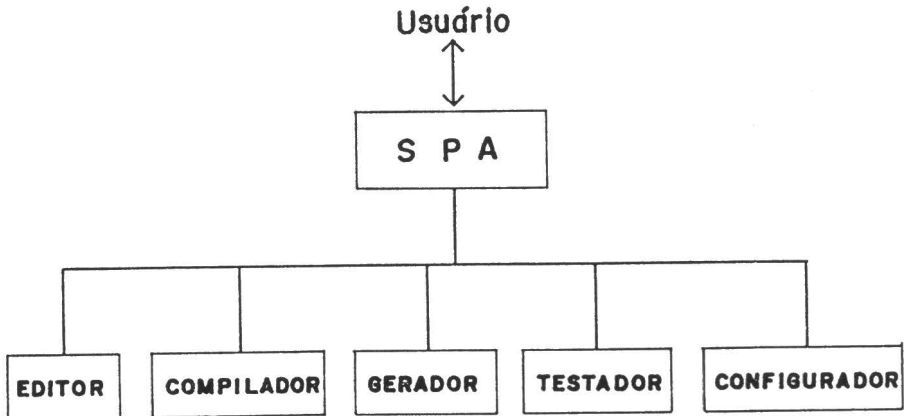 Usuário
S P A
EDITOR
COMPILADOR
GERADOR
TESTADOR
CONFIGURADOR